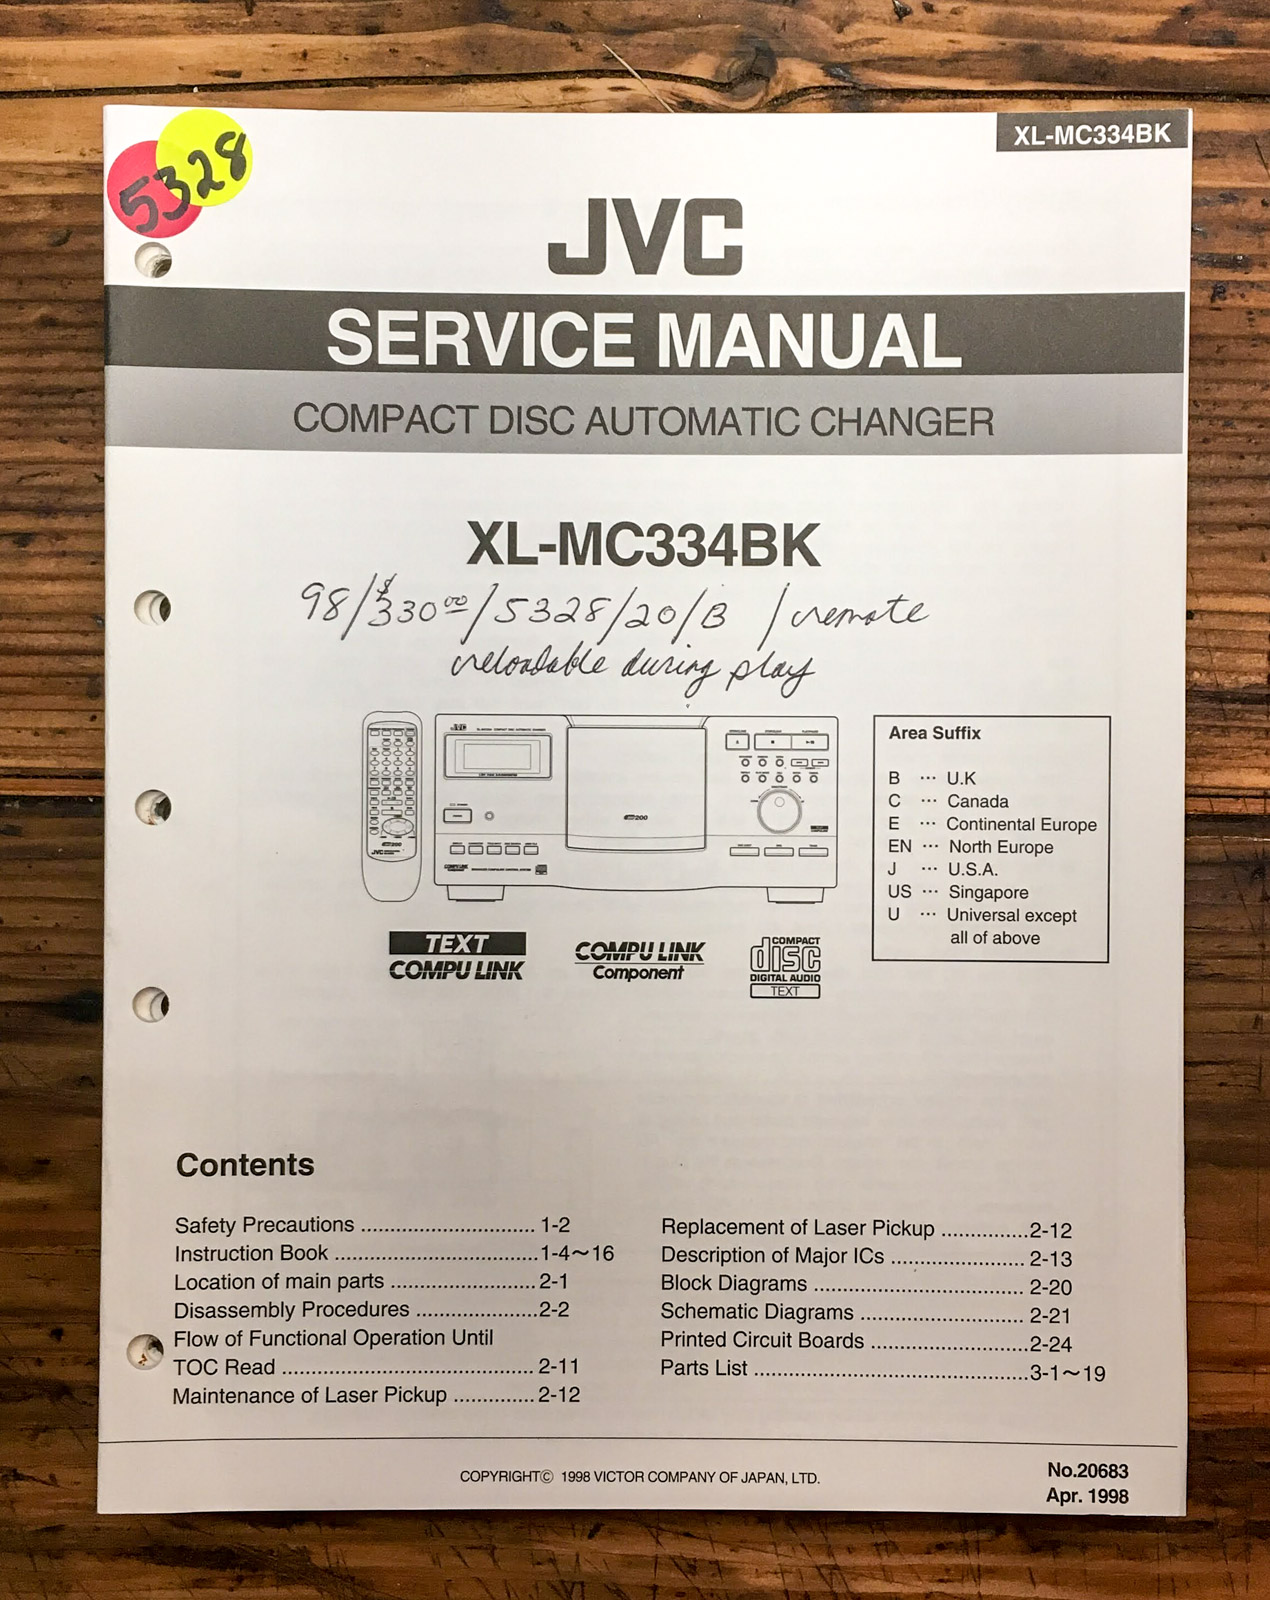 5328
XL-MC334BK
JVC
SERVICE MANUAL
COMPACT DISC AUTOMATIC CHANGER
XL-MC334BK
98/$330.00/5328/20/B /remote
reloadable during play
JVC
200
JVC
200
COMPU LINK
Area Suffix
B ··· U.K
C ··· Canada
E ··· Continental Europe
EN ··· North Europe
J ··· U.S.A.
US ··· Singapore
U ··· Universal except
all of above
TEXT
COMPU LINK
COMPU LINK
Component
COMPACT
disc
DIGITAL AUDIO
TEXT
Contents
Safety Precautions .............................. 1-2
Instruction Book ...................................1-4~16
Location of main parts ......................... 2-1
Disassembly Procedures .....................2-2
Flow of Functional Operation Until
TOC Read ........................................... 2-11
Maintenance of Laser Pickup .............. 2-12
Replacement of Laser Pickup ...............2-12
Description of Major ICs ....................... 2-13
Block Diagrams .................................... 2-20
Schematic Diagrams ............................ 2-21
Printed Circuit Boards ...........................2-24
Parts List ...............................................3-1~19
COPYRIGHT© 1998 VICTOR COMPANY OF JAPAN, LTD.
No.20683
Apr. 1998